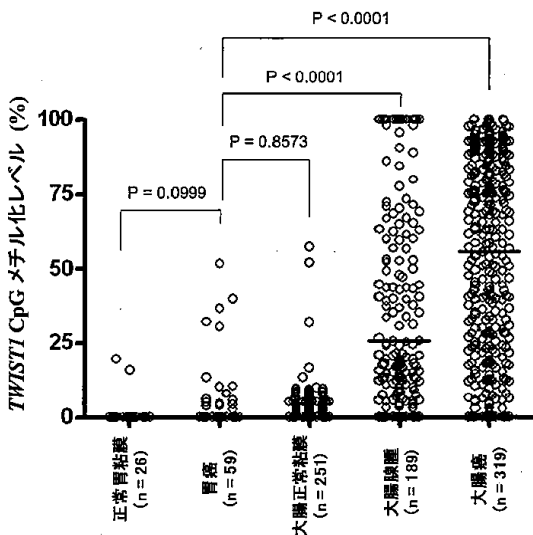 P < 0.0001
P < 0.0001
P = 0.8573
P = 0.0999
TWIST1 CpG メチル化レベル (%)
100
75
50
25
0
正常胃粘膜
(n = 26)
胃癌
(n = 59)
大腸正常粘膜
(n = 251)
大腸腺腫
(n = 189)
大腸癌
(n = 319)